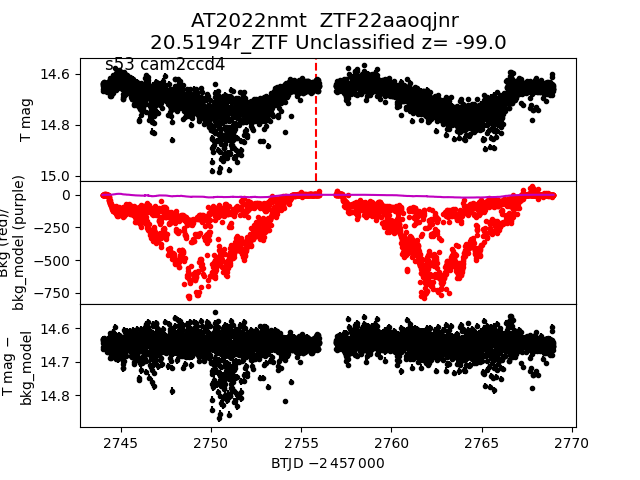 AT2022nmt  ZTF22aaoqjnr
20.5194r_ZTF Unclassified z= -99.0
s53 cam2ccd4
14.6
14.8
15.0
T mag
0
−250
−500
−750
Bkg (red)/
bkg_model (purple)
14.6
14.7
14.8
T mag −
bkg_model
2745
2750
2755
2760
2765
2770
BTJD −2 457 000